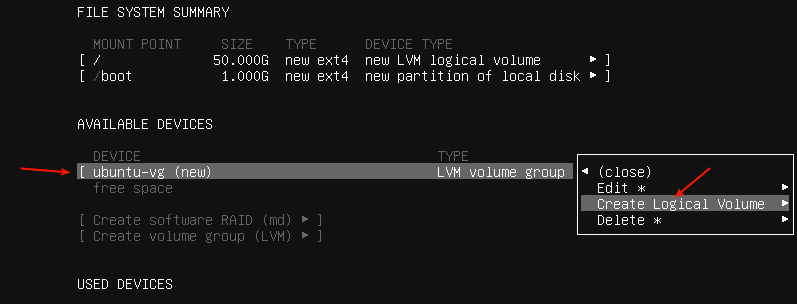 FILE SYSTEM SUMMARY
MOUNT POINT SIZE TYPE DEVICE TYPE
[ / 50.000G new ext4 new LVM logical volume ▸ ]
[ /boot 1.000G new ext4 new partition of local disk ▸ ]
AVAILABLE DEVICES
DEVICE TYPE
[ ubuntu-vg (new) LVM volume group
free space
◂ (close)
Edit * ▸
Create Logical Volume ▸
Delete * ▸
[ Create software RAID (md) ▸ ]
[ Create volume group (LVM) ▸ ]
USED DEVICES